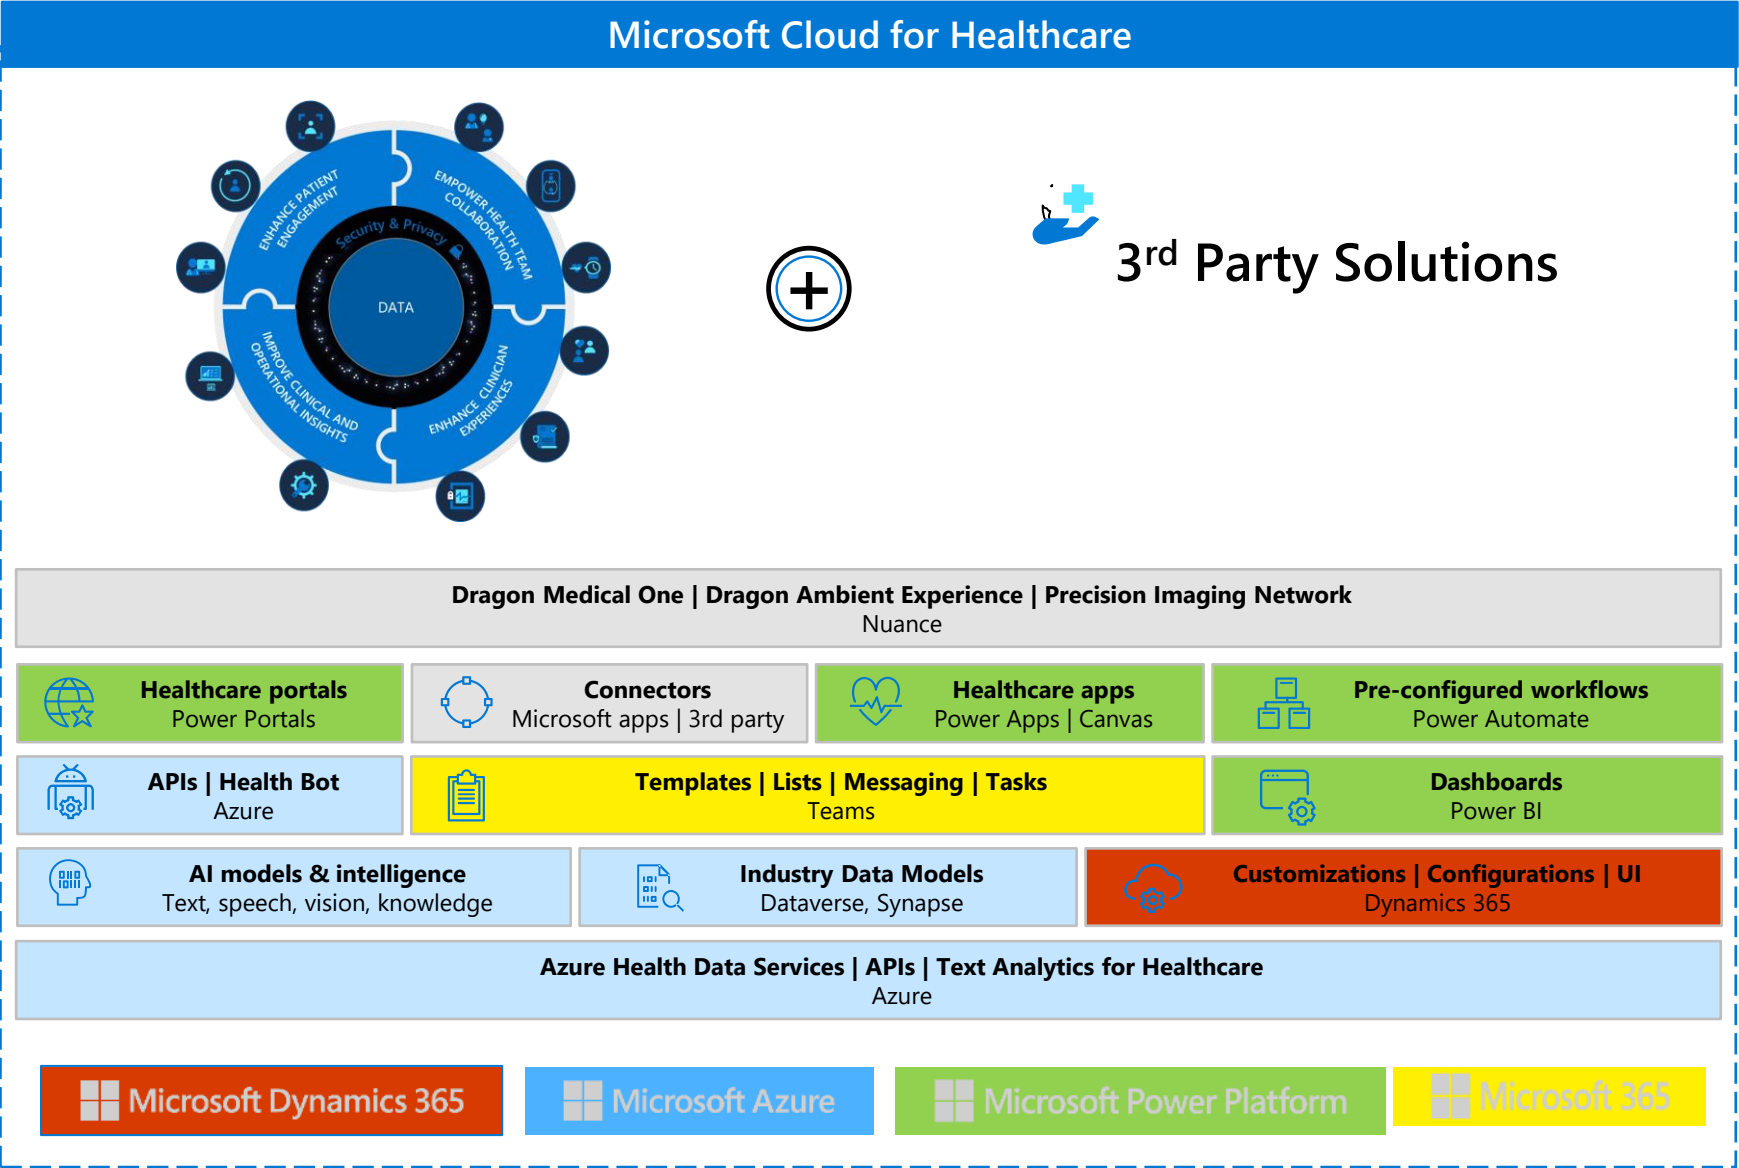 Microsoft Cloud for Healthcare
ENHANCE PATIENT
ENGAGEMENT
EMPOWER HEALTH TEAM
COLLABORATION
Security & Privacy
DATA
IMPROVE CLINICAL AND
OPERATIONAL INSIGHTS
ENHANCE CLINICIAN
EXPERIENCES
3rd Party Solutions
Dragon Medical One | Dragon Ambient Experience | Precision Imaging Network
Nuance
Healthcare portals
Power Portals
Connectors
Microsoft apps | 3rd party
Healthcare apps
Power Apps | Canvas
Pre-configured workflows
Power Automate
APIs | Health Bot
Azure
Templates | Lists | Messaging | Tasks
Teams
Dashboards
Power BI
AI models & intelligence
Text, speech, vision, knowledge
Industry Data Models
Dataverse, Synapse
Customizations | Configurations | UI
Dynamics 365
Azure Health Data Services | APIs | Text Analytics for Healthcare
Azure
Microsoft Dynamics 365
Microsoft Azure
Microsoft Power Platform
Microsoft 365